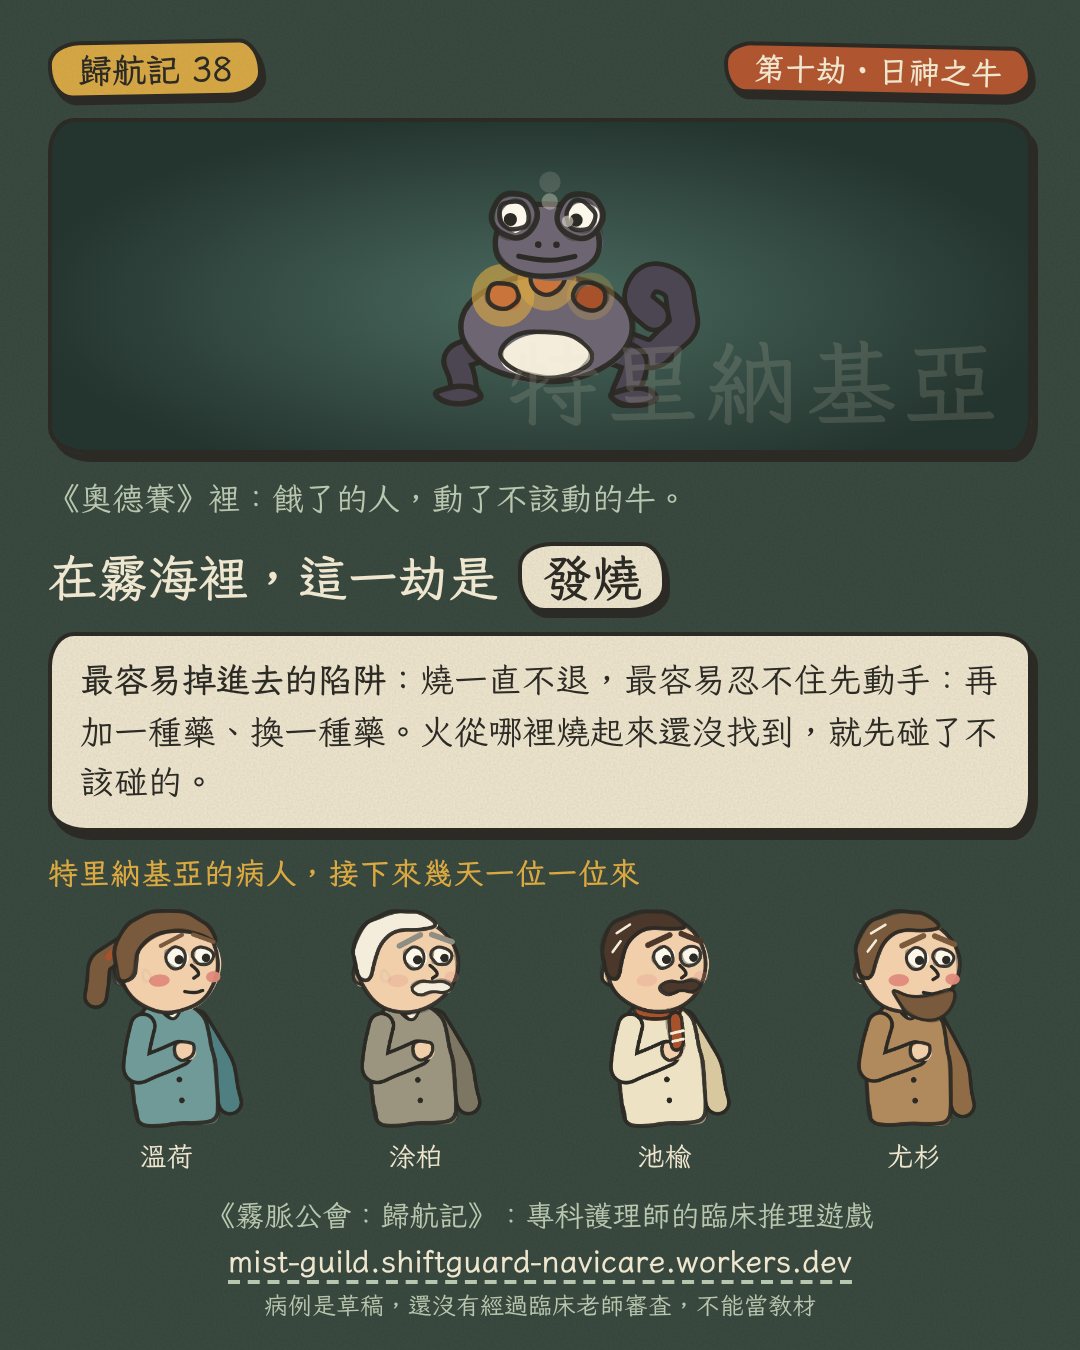 歸航記 38
第十劫・日神之牛
特里納基亞
《奧德賽》裡：餓了的人，動了不該動的牛。
在霧海裡，這一劫是 發燒
最容易掉進去的陷阱：燒一直不退，最容易忍不住先動手：再
加一種藥、換一種藥。火從哪裡燒起來還沒找到，就先碰了不
該碰的。
特里納基亞的病人，接下來幾天一位一位來
溫荷
涂柏
池榆
尤杉
《霧脈公會：歸航記》：專科護理師的臨床推理遊戲
mist-guild.shiftguard-navicare.workers.dev
病例是草稿，還沒有經過臨床老師審查，不能當教材